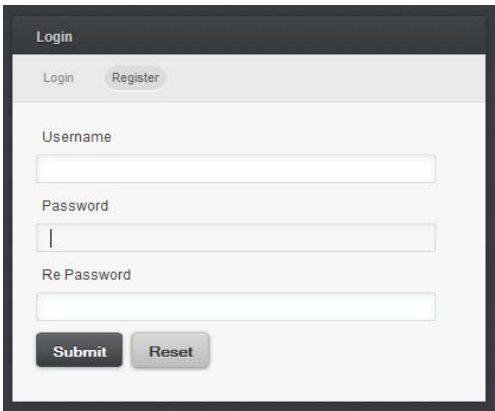 Login
Login Register
Username
Password
Re Password
Submit Reset